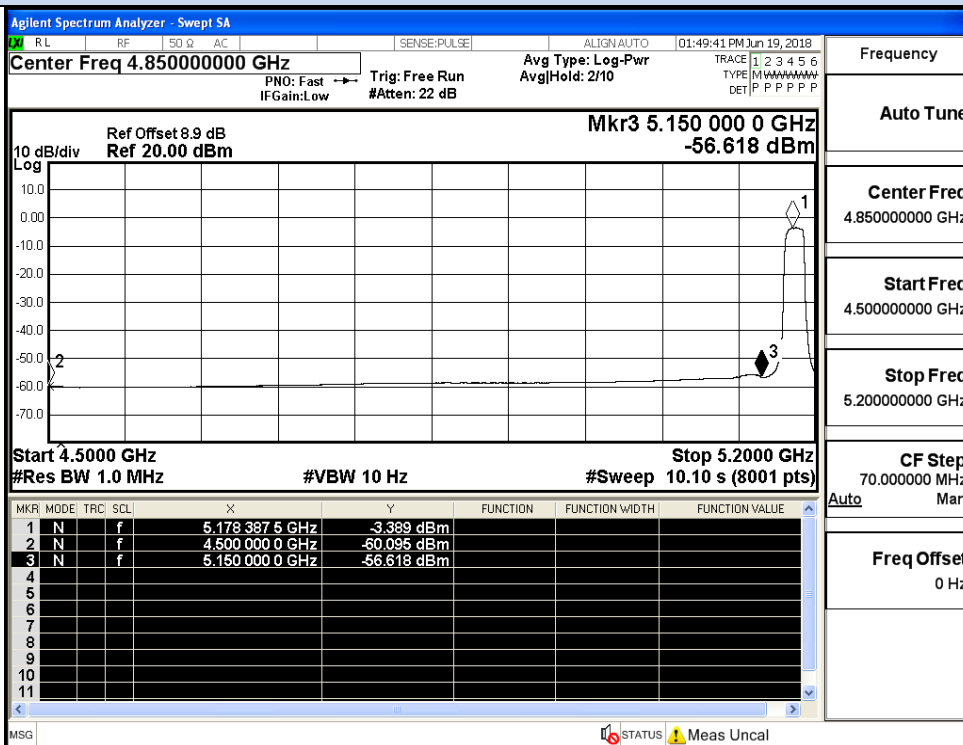 Agilent Spectrum Analyzer - Swept SA
LXI RL RF 50 Ω AC SENSE:PULSE ALIGN AUTO 01:49:41 PM Jun 19, 2018
Center Freq 4.850000000 GHz
PNO: Fast
IFGain:Low
Trig: Free Run
#Atten: 22 dB
Avg Type: Log-Pwr
Avg|Hold: 2/10
TRACE 1 2 3 4 5 6
TYPE M WWWWW
DET P P P P P P
Ref Offset 8.9 dB
10 dB/div Ref 20.00 dBm
Log
Mkr3 5.150 000 0 GHz
-56.618 dBm
10.0
0.00
-10.0
-20.0
-30.0
-40.0
-50.0
-60.0
-70.0
1
2
3
Start 4.5000 GHz Stop 5.2000 GHz
#Res BW 1.0 MHz #VBW 10 Hz #Sweep 10.10 s (8001 pts)
MKR MODE TRC SCL X Y FUNCTION FUNCTION WIDTH FUNCTION VALUE
1 N f 5.178 387 5 GHz -3.389 dBm
2 N f 4.500 000 0 GHz -60.095 dBm
3 N f 5.150 000 0 GHz -56.618 dBm
4
5
6
7
8
9
10
11
MSG STATUS Meas Uncal
Frequency
Auto Tune
Center Freq
4.850000000 GHz
Start Freq
4.500000000 GHz
Stop Freq
5.200000000 GHz
CF Step
70.000000 MHz
Auto Man
Freq Offset
0 Hz